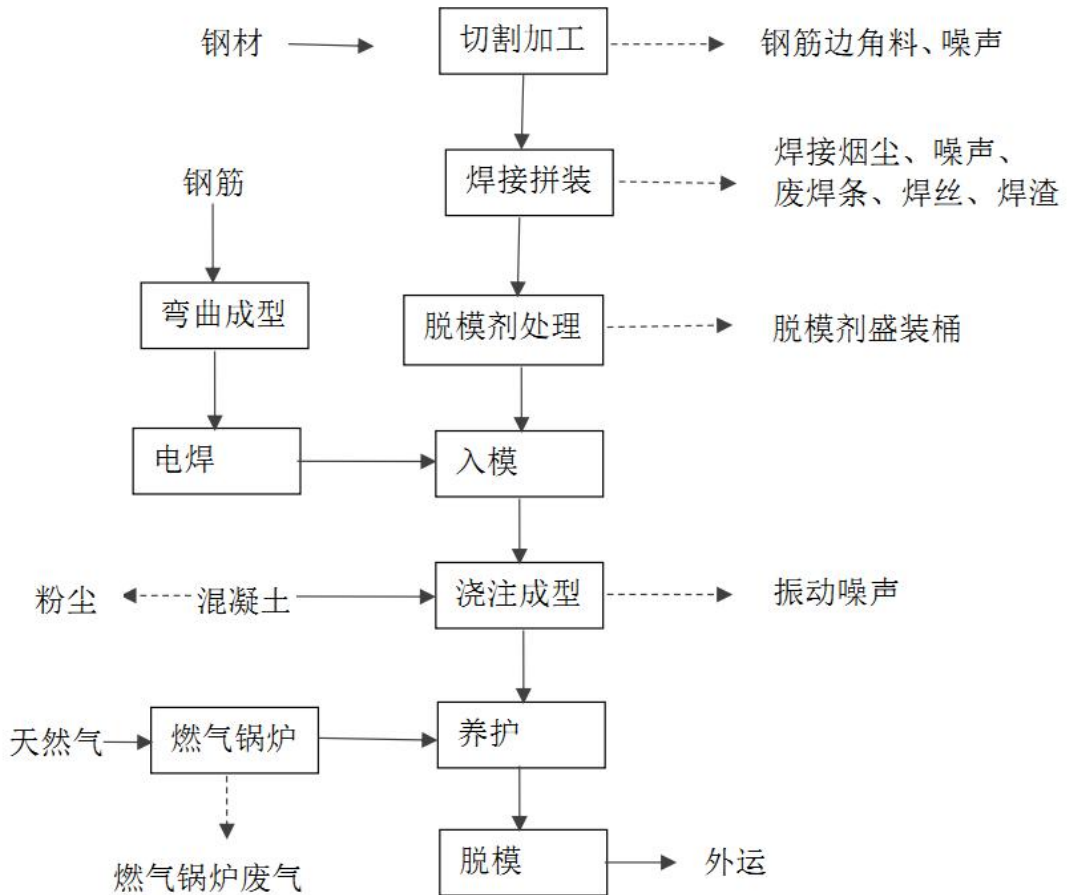 钢材
切割加工
钢筋边角料、噪声
焊接拼装
焊接烟尘、噪声、
废焊条、焊丝、焊渣
钢筋
弯曲成型
脱模剂处理
脱模剂盛装桶
电焊
入模
粉尘
混凝土
浇注成型
振动噪声
天然气
燃气锅炉
养护
燃气锅炉废气
脱模
外运